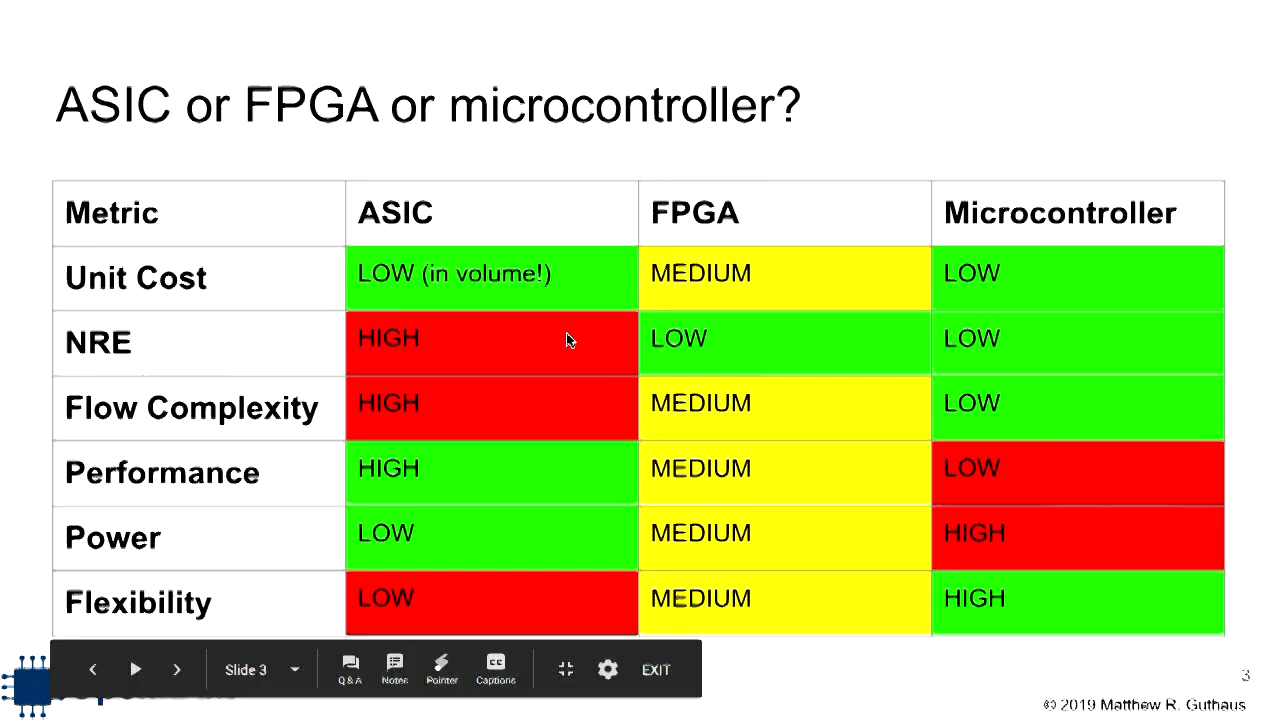 ASIC or FPGA or microcontroller?
Metric ASIC FPGA Microcontroller
Unit Cost LOW (in volume!) MEDIUM LOW
NRE HIGH LOW LOW
Flow Complexity HIGH MEDIUM LOW
Performance HIGH MEDIUM LOW
Power LOW MEDIUM HIGH
Flexibility LOW MEDIUM HIGH
Slide 3 Q & A Notes Pointer CC Captions EXIT
3
© 2019 Matthew R. Guthaus